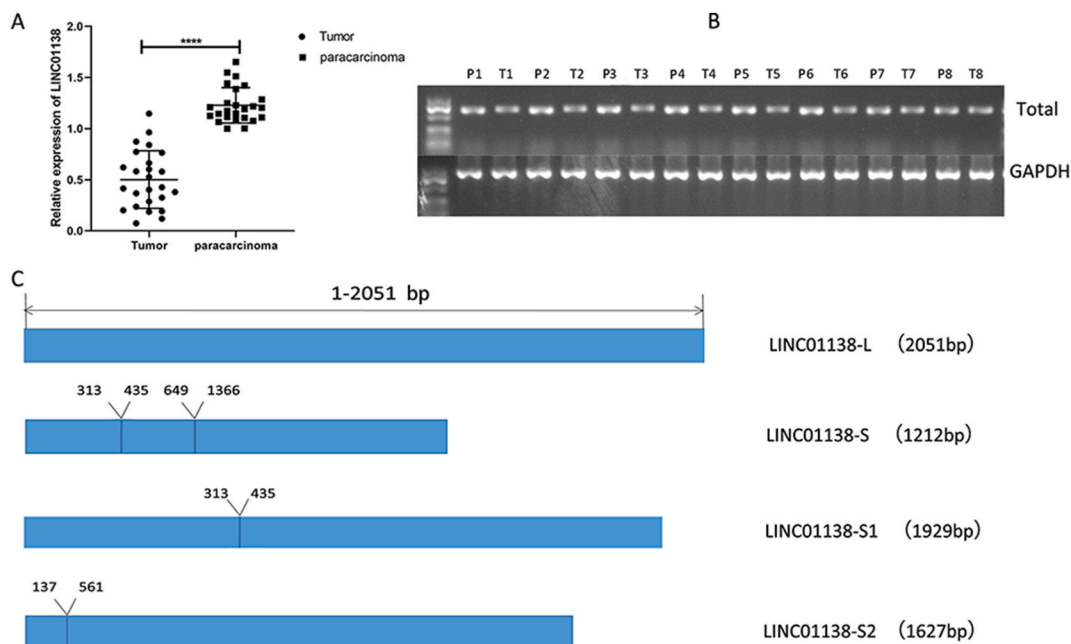 A
Relative expression of LINC01138
2.0
1.5
1.0
0.5
0.0
****
Tumor
paracarcinoma
Tumor
paracarcinoma
B
P1 T1 P2 T2 P3 T3 P4 T4 P5 T5 P6 T6 P7 T7 P8 T8
Total
GAPDH
C
1-2051 bp
LINC01138-L (2051bp)
313 435 649 1366
LINC01138-S (1212bp)
313 435
LINC01138-S1 (1929bp)
137 561
LINC01138-S2 (1627bp)